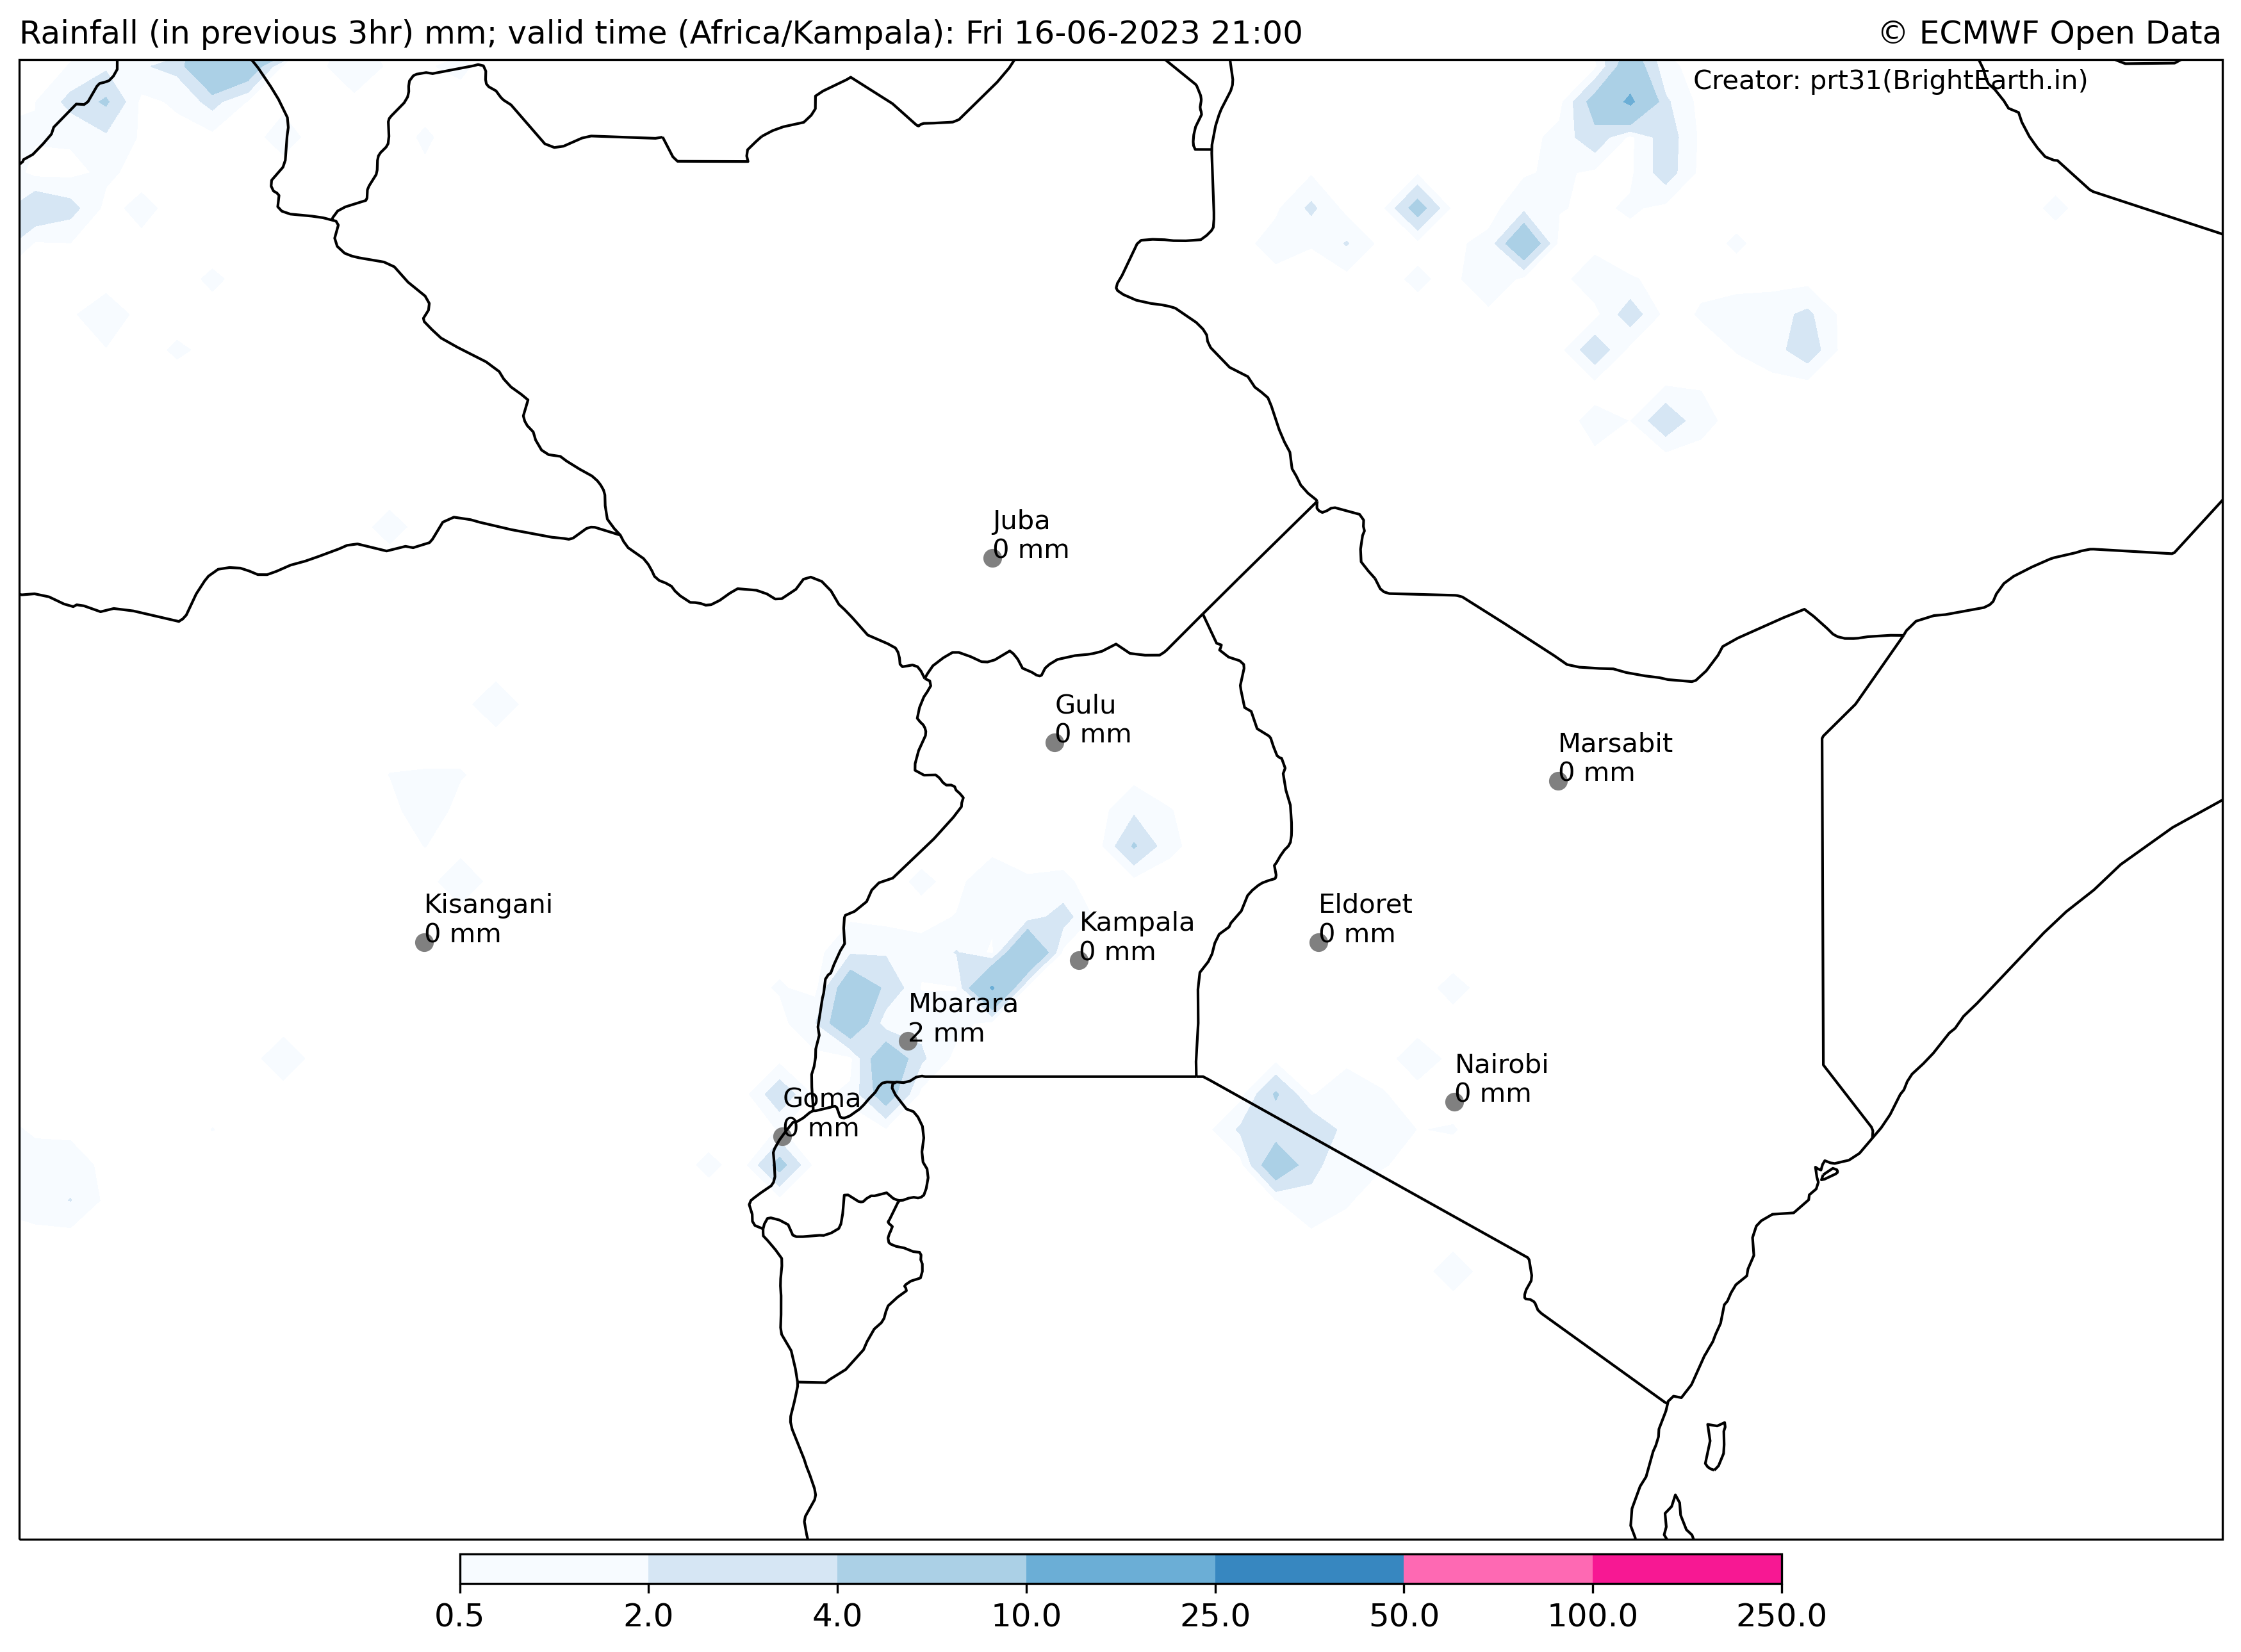 Rainfall (in previous 3hr) mm; valid time (Africa/Kampala): Fri 16-06-2023 21:00
© ECMWF Open Data
Creator: prt31(BrightEarth.in)
Juba
0 mm
Gulu
0 mm
Marsabit
0 mm
Kisangani
0 mm
Kampala
0 mm
Eldoret
0 mm
Mbarara
2 mm
Nairobi
0 mm
Goma
0 mm
0.5 2.0 4.0 10.0 25.0 50.0 100.0 250.0